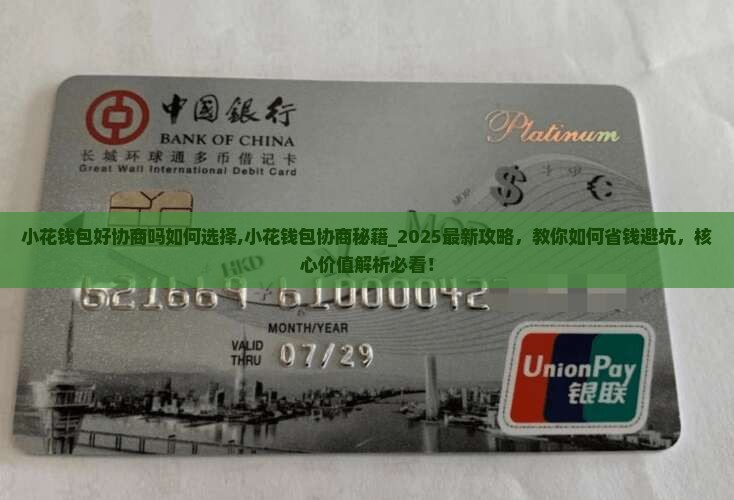 中国銀行
BANK OF CHINA
Platinum
长城环球通多币借记卡
Great Wall International Debit Card
小花钱包好协商吗如何选择,小花钱包协商秘籍_2025最新攻略，教你如何省钱避坑，核
心价值解析必看！
HKD
621669 61000042
MONTH/YEAR
VALID
THRU
07/29
UnionPay
银联